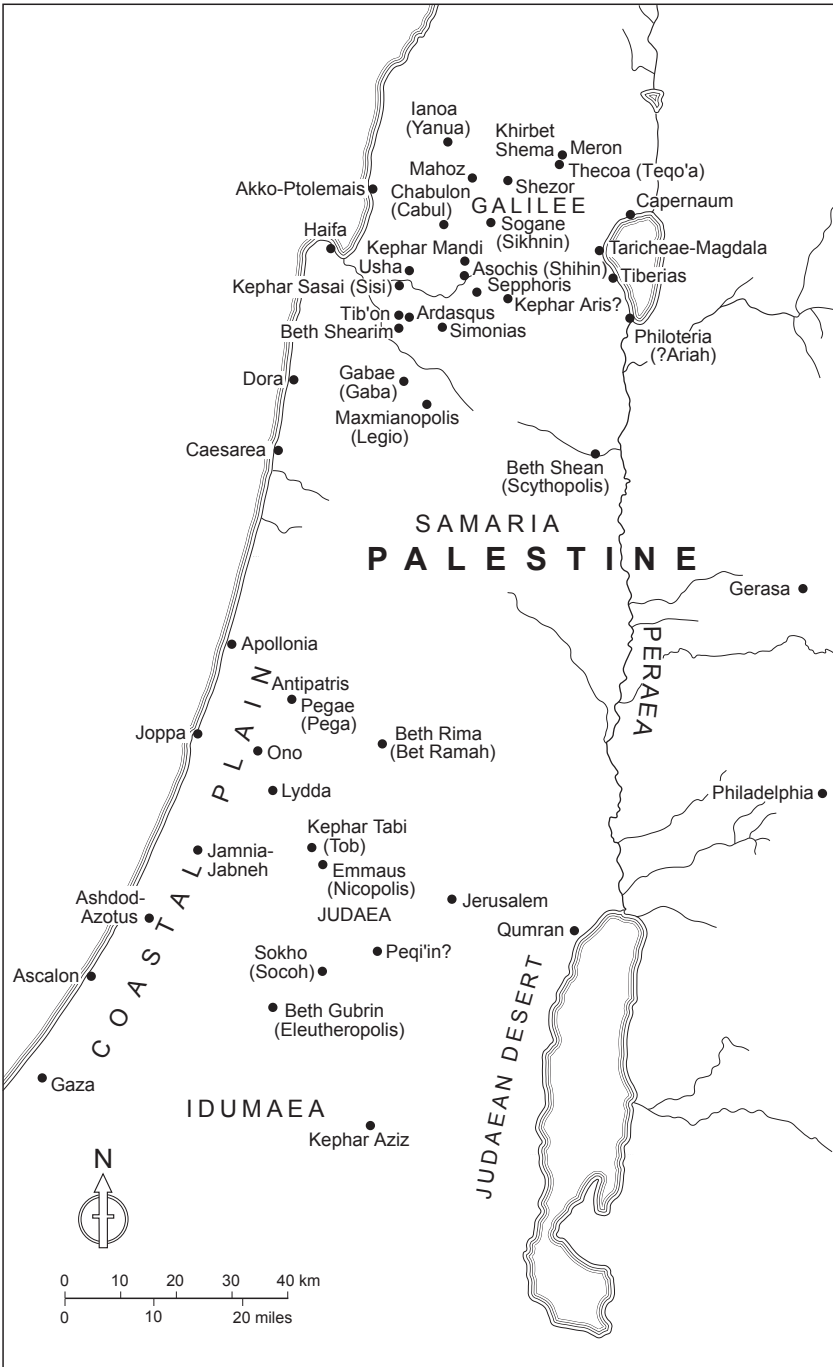 Ianoa
(Yanua)
Khirbet
Shema
Meron
Thecoa (Teqo'a)
Mahoz
Shezor
Akko-Ptolemais
Chabulon
(Cabul)
GALILEE
Capernaum
Sogane
(Sikhnin)
Haifa
Kephar Mandi
Taricheae-Magdala
Usha
Asochis (Shihin)
Tiberias
Kephar Sasai (Sisi)
Sepphoris
Kephar Aris?
Tib'on
Ardasqus
Beth Shearim
Simonias
Philoteria
(?Ariah)
Dora
Gabae
(Gaba)
Maxmianopolis
(Legio)
Caesarea
Beth Shean
(Scythopolis)
SAMARIA
PALESTINE
Gerasa
PERAEA
Apollonia
COASTAL PLAIN
Antipatris
Pegae
(Pega)
Joppa
Ono
Beth Rima
(Bet Ramah)
Lydda
Philadelphia
Kephar Tabi
(Tob)
Jamnia-
Jabneh
Emmaus
(Nicopolis)
Ashdod-
Azotus
JUDAEA
Jerusalem
Qumran
Peqi'in?
Sokho
(Socoh)
Ascalon
Beth Gubrin
(Eleutheropolis)
JUDAEAN DESERT
Gaza
IDUMAEA
Kephar Aziz
N
0 10 20 30 40 km
0 10 20 miles